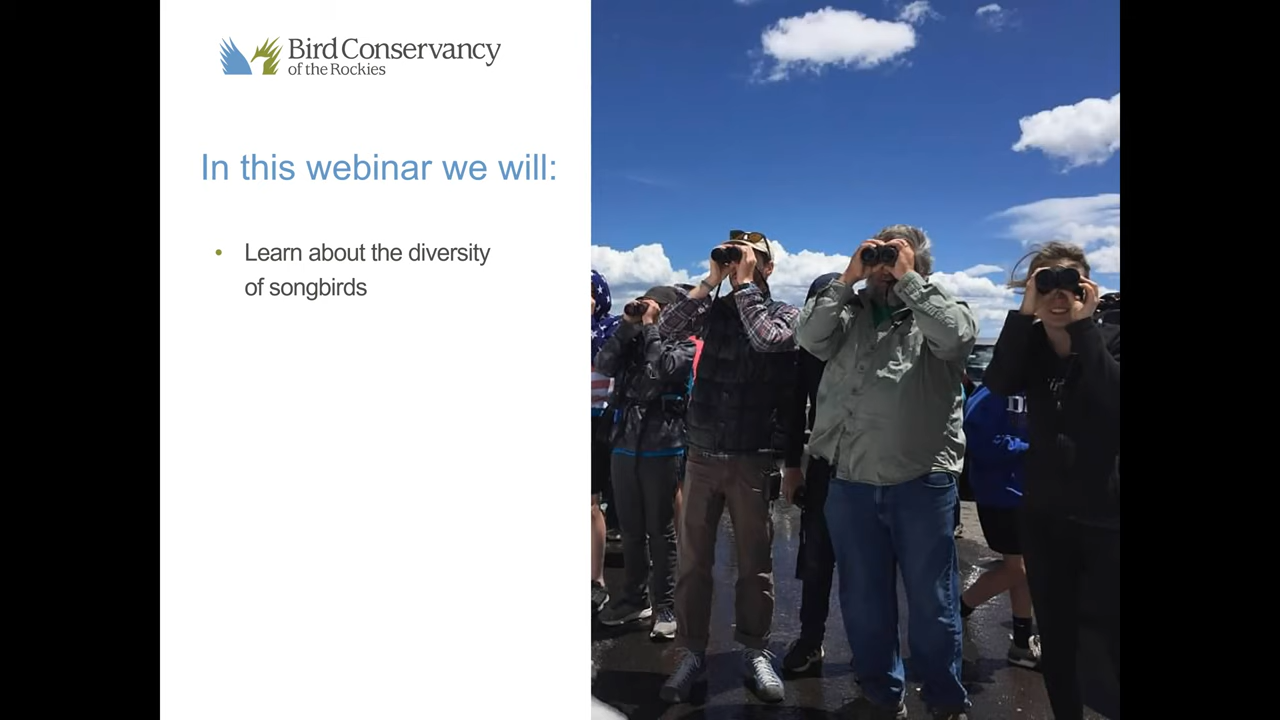 Bird Conservancy
of the Rockies
In this webinar we will:
• Learn about the diversity
of songbirds